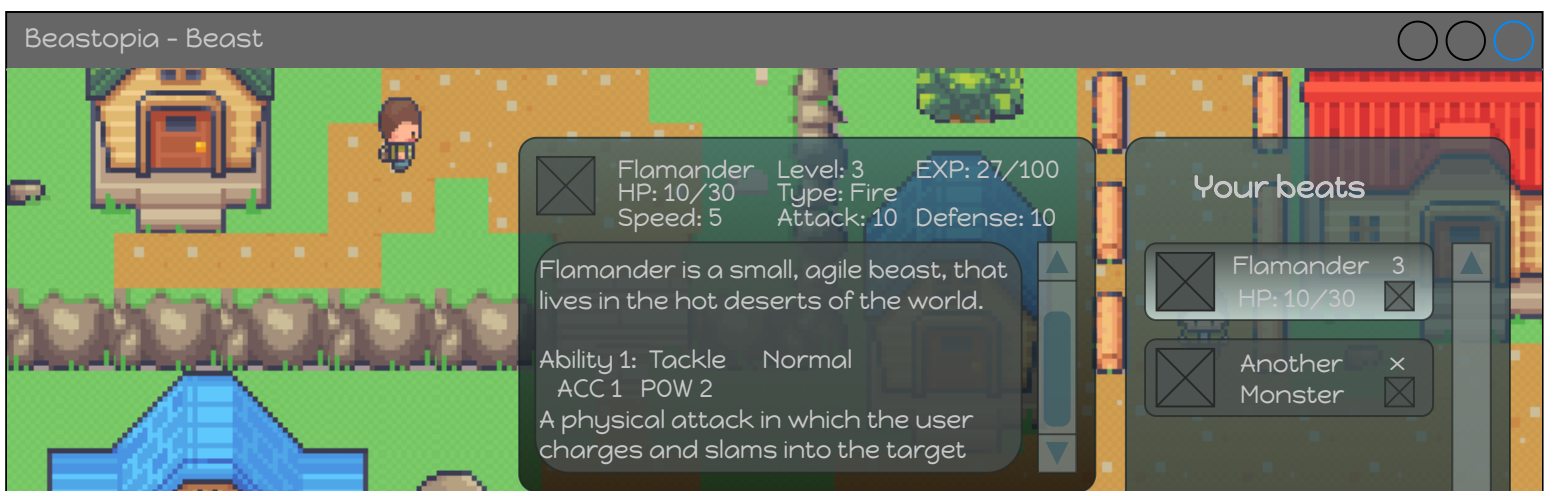 Beastopia - Beast
Flamander Level: 3 EXP: 27/100
HP: 10/30 Type: Fire
Speed: 5 Attack: 10 Defense: 10
Flamander is a small, agile beast, that
lives in the hot deserts of the world.
Ability 1: Tackle Normal
ACC 1 POW 2
A physical attack in which the user
charges and slams into the target
Your beats
Flamander 3
HP: 10/30
Another x
Monster